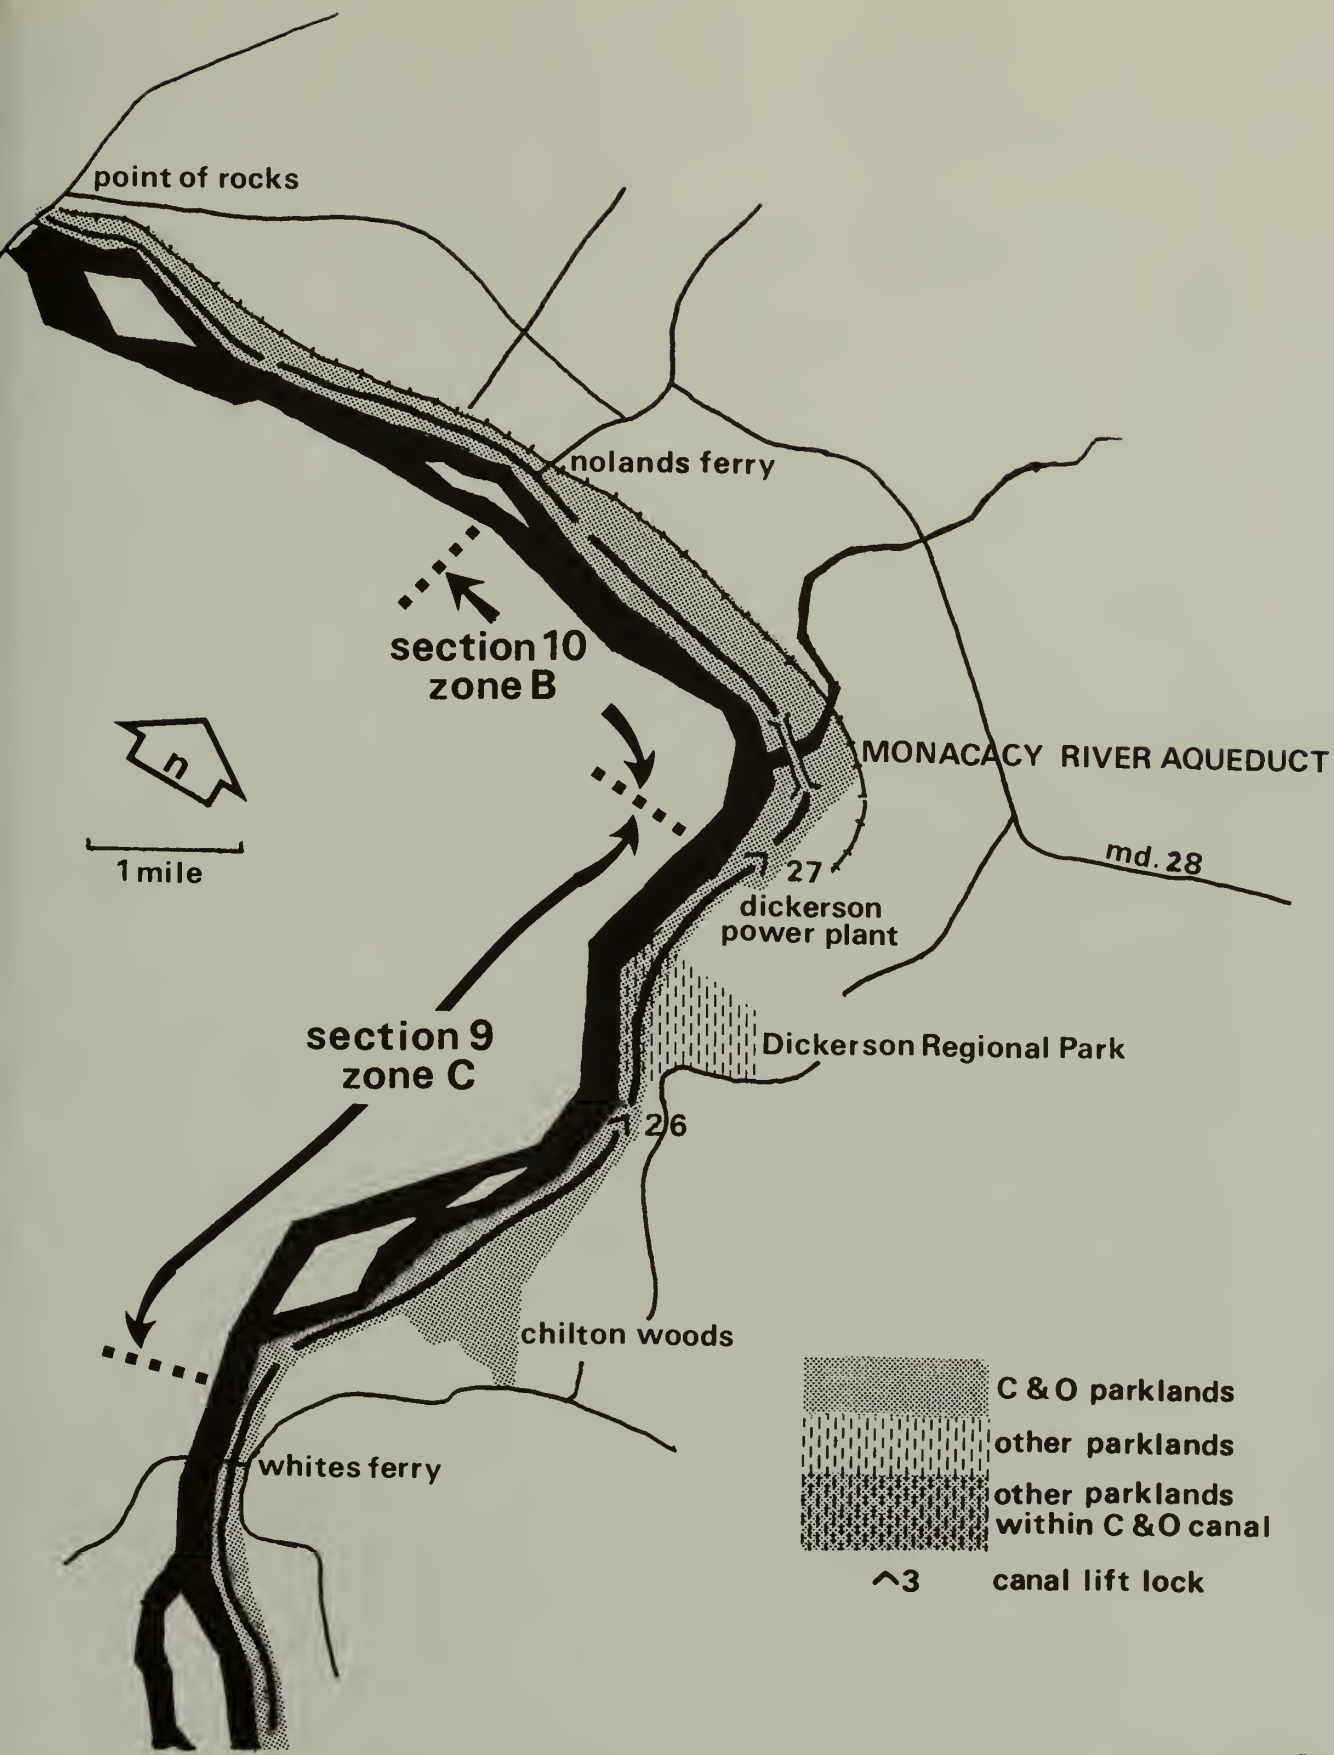 point of rocks
nolands ferry
section 10
zone B
n
1 mile
MONACACY RIVER AQUEDUCT
md. 28
27
dickerson
power plant
section 9
zone C
Dickerson Regional Park
26
chilton woods
whites ferry
C & O parklands
other parklands
other parklands
within C & O canal
^3 canal lift lock